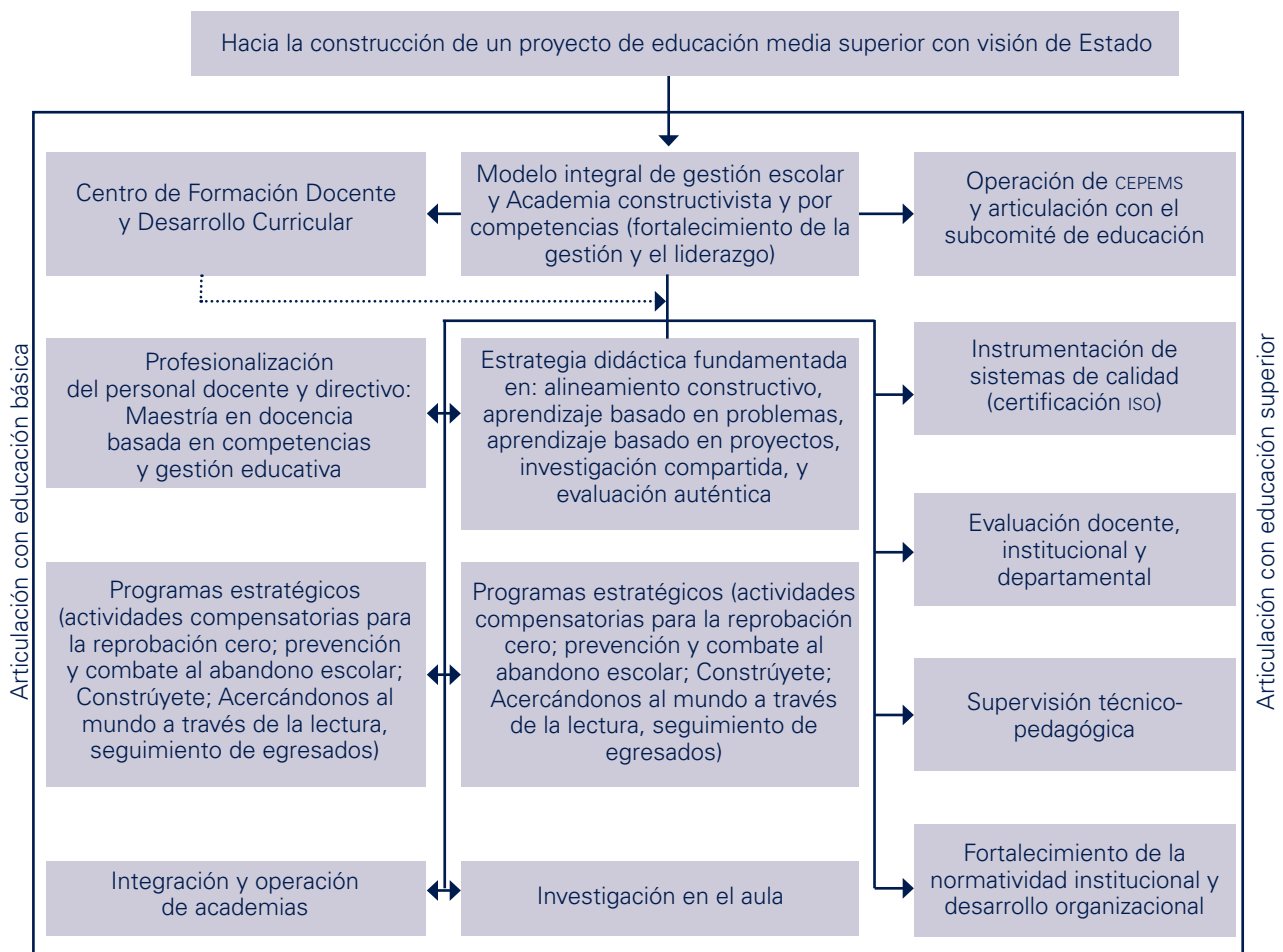 Hacia la construcción de un proyecto de educación media superior con visión de Estado
Articulación con educación básica
Centro de Formación Docente
y Desarrollo Curricular
Modelo integral de gestión escolar
y Academia constructivista y por
competencias (fortalecimiento de la
gestión y el liderazgo)
Operación de CEPEMS
y articulación con el
subcomité de educación
Profesionalización
del personal docente y directivo:
Maestría en docencia
basada en competencias
y gestión educativa
Estrategia didáctica fundamentada
en: alineamiento constructivo,
aprendizaje basado en problemas,
aprendizaje basado en proyectos,
investigación compartida, y
evaluación auténtica
Instrumentación de
sistemas de calidad
(certificación ISO)
Evaluación docente,
institucional y
departamental
Programas estratégicos
(actividades compensatorias para
la reprobación cero; prevención
y combate al abandono escolar;
Constrúyete; Acercándonos al
mundo a través de la lectura,
seguimiento de egresados)
Programas estratégicos (actividades
compensatorias para la reprobación
cero; prevención y combate al
abandono escolar; Constrúyete;
Acercándonos al mundo a través
de la lectura, seguimiento de
egresados)
Supervisión técnico-
pedagógica
Integración y operación
de academias
Investigación en el aula
Fortalecimiento de la
normatividad institucional y
desarrollo organizacional
Articulación con educación superior